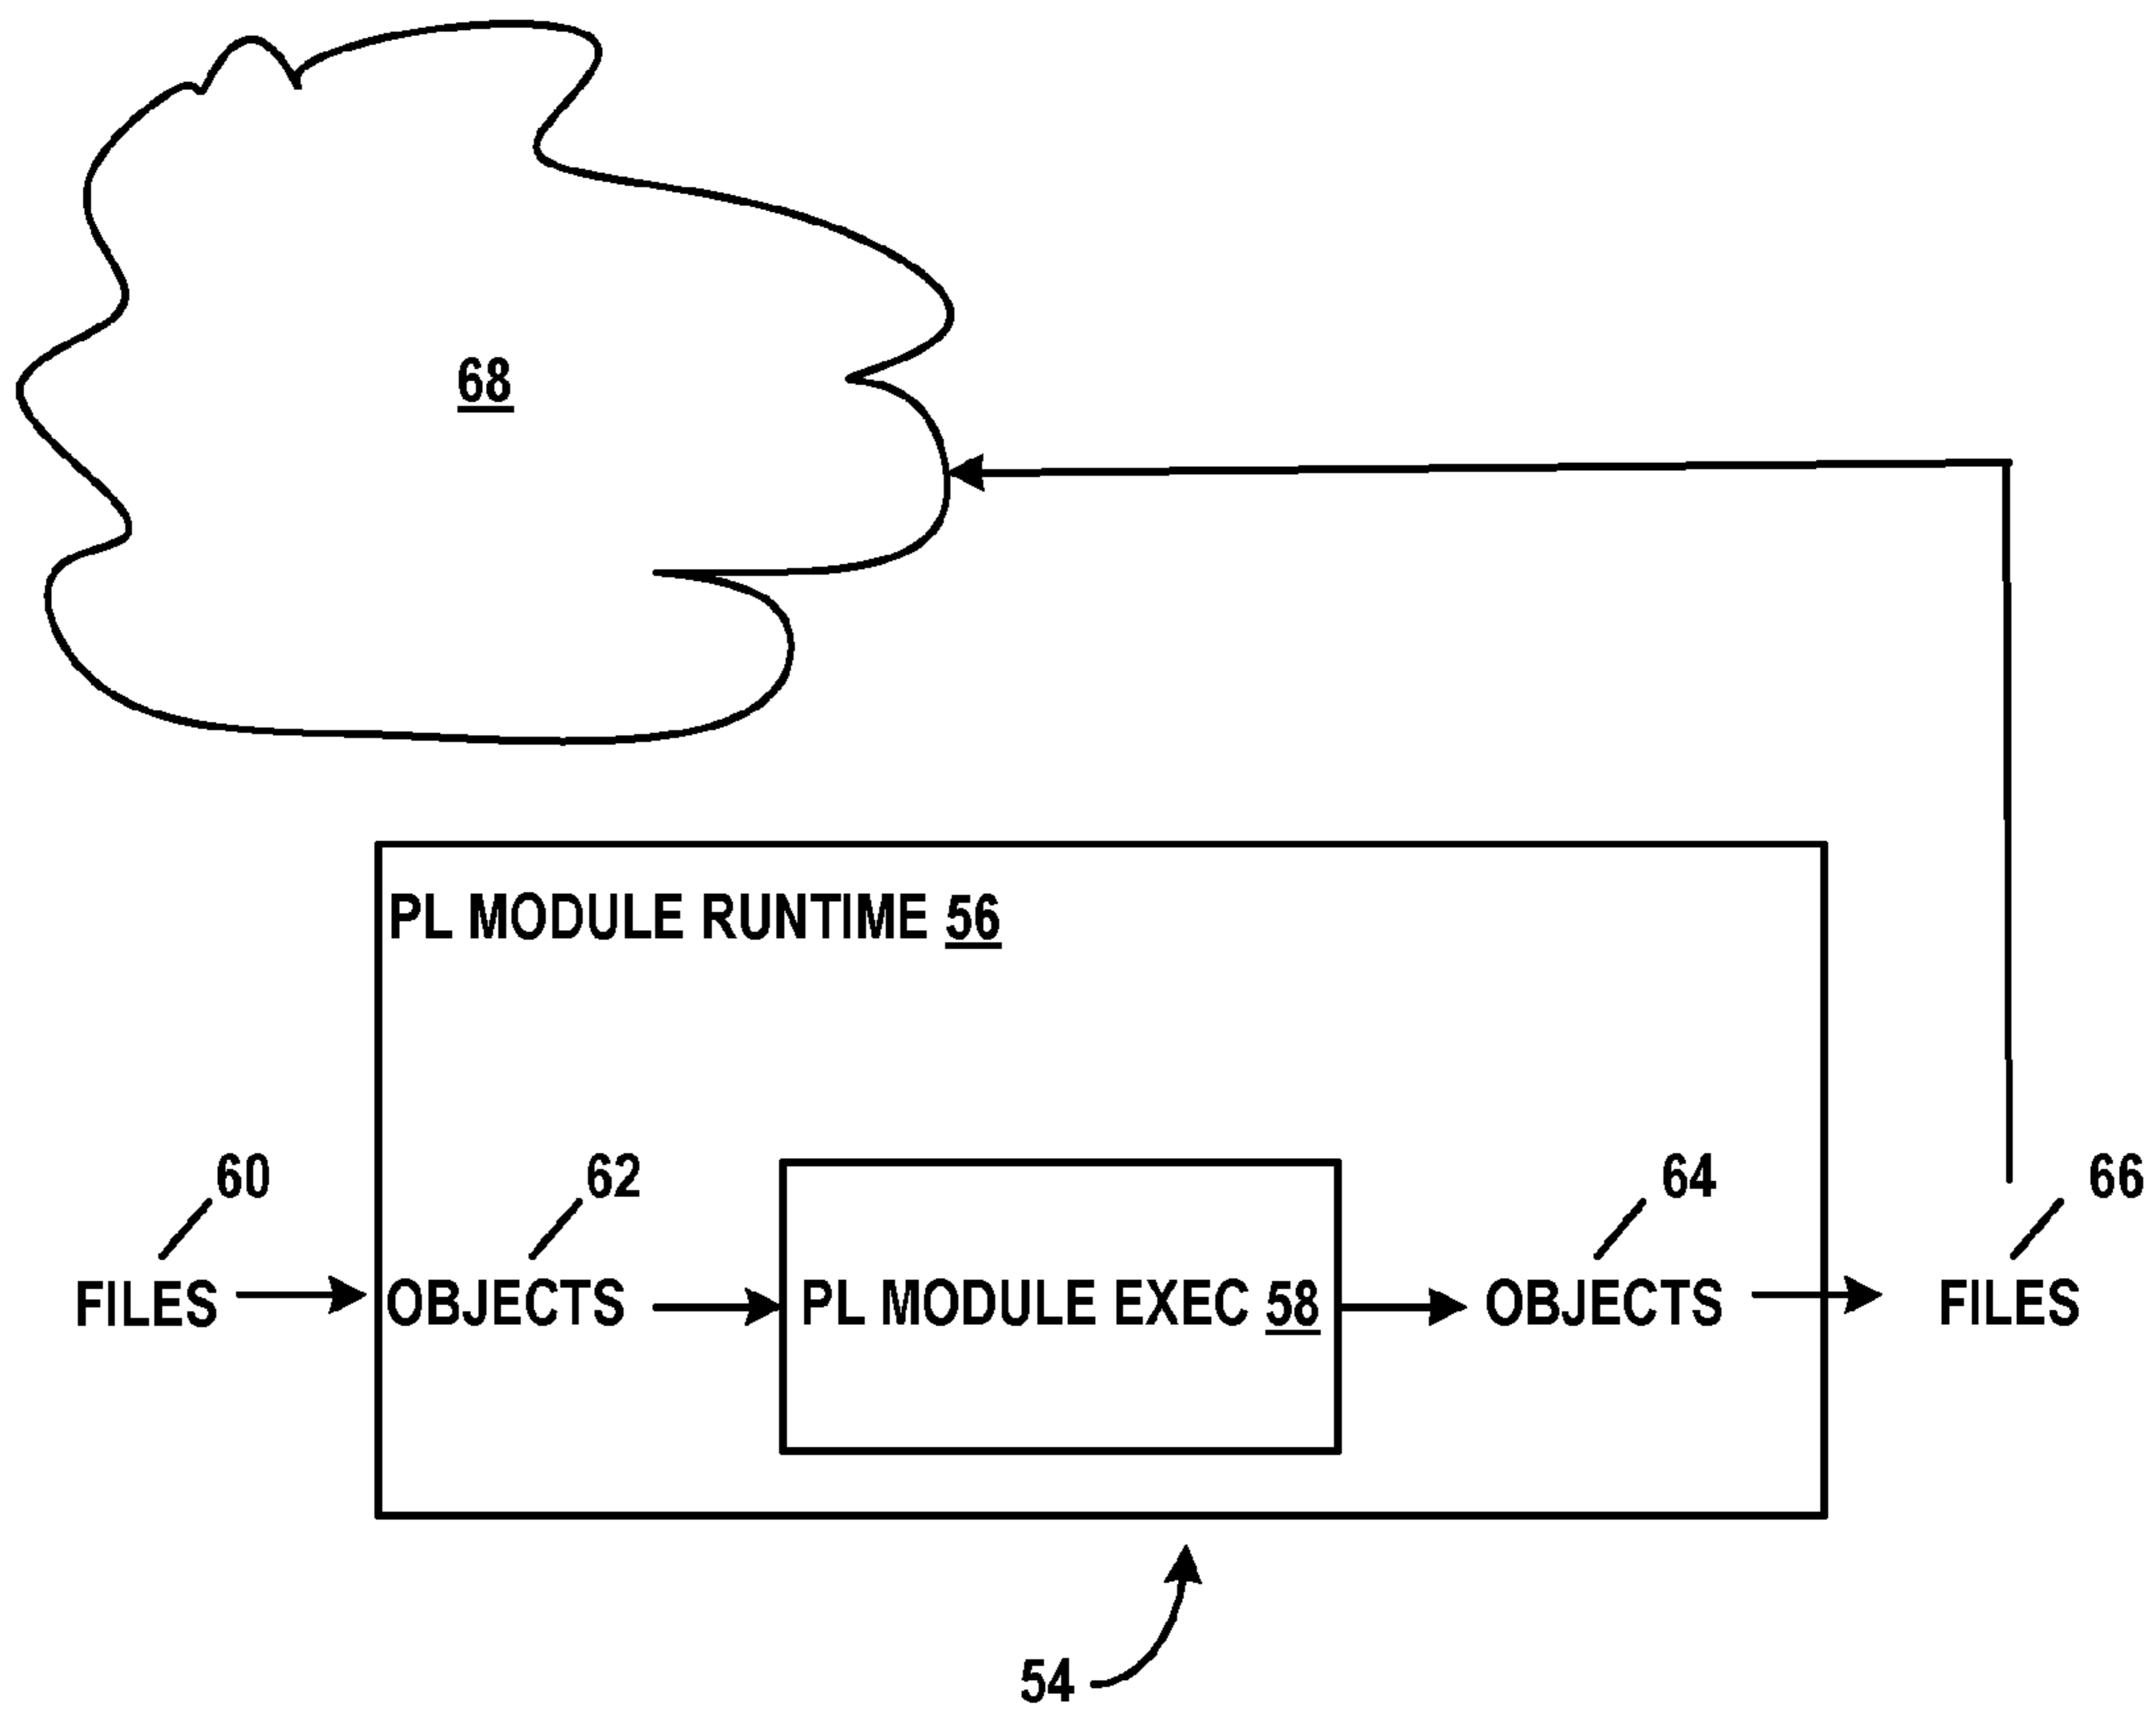 68
PL MODULE RUNTIME 56
60
62
64
66
FILES
OBJECTS
PL MODULE EXEC 58
OBJECTS
FILES
54